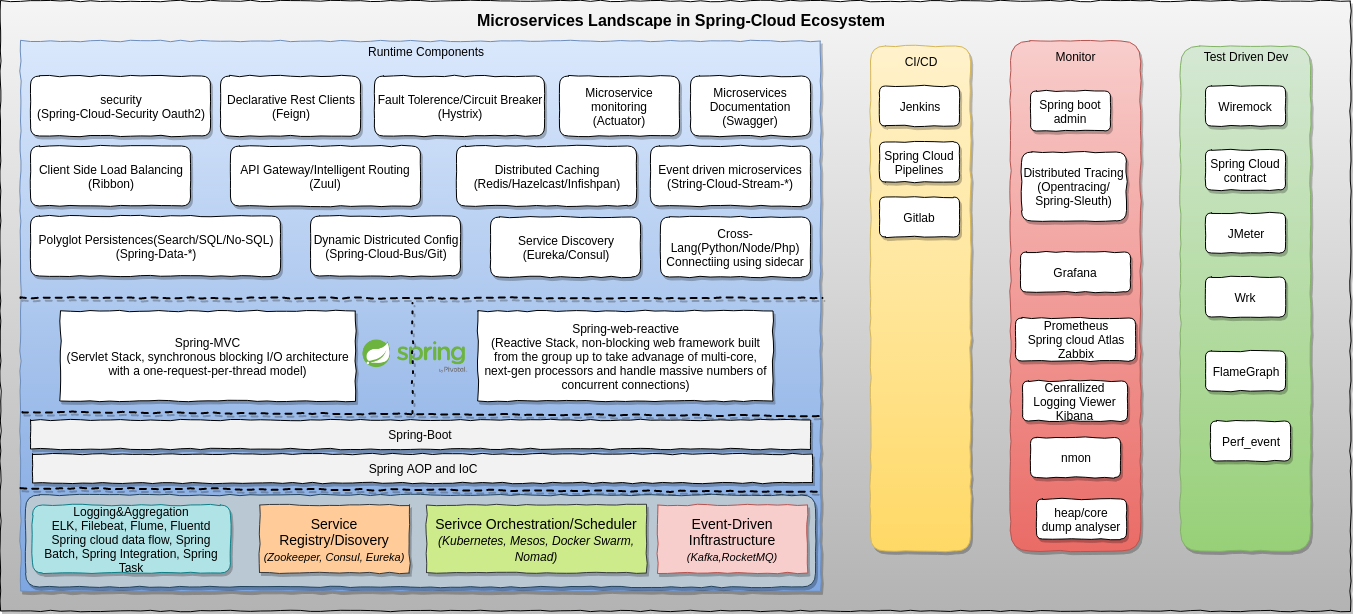 Microservices Landscape in Spring-Cloud Ecosystem
Runtime Components
security
(Spring-Cloud-Security Oauth2)
Declarative Rest Clients
(Feign)
Fault Tolerence/Circuit Breaker
(Hystrix)
Microservice
monitoring
(Actuator)
Microservices
Documentation
(Swagger)
Client Side Load Balancing
(Ribbon)
API Gateway/Intelligent Routing
(Zuul)
Distributed Caching
(Redis/Hazelcast/Infishpan)
Event driven microservices
(String-Cloud-Stream-*)
Polyglot Persistences(Search/SQL/No-SQL)
(Spring-Data-*)
Dynamic Districuted Config
(Spring-Cloud-Bus/Git)
Service Discovery
(Eureka/Consul)
Cross-
Lang(Python/Node/Php)
Connectiing using sidecar
Spring-MVC
(Servlet Stack, synchronous blocking I/O architecture
with a one-request-per-thread model)
spring
by Pivotal.
Spring-web-reactive
(Reactive Stack, non-blocking web framework built
from the group up to take advanage of multi-core,
next-gen processors and handle massive numbers of
concurrent connections)
Spring-Boot
Spring AOP and IoC
Logging&Aggregation
ELK, Filebeat, Flume, Fluentd
Spring cloud data flow, Spring
Batch, Spring Integration, Spring
Task
Service
Registry/Disovery
(Zookeeper, Consul, Eureka)
Serivce Orchestration/Scheduler
(Kubernetes, Mesos, Docker Swarm,
Nomad)
Event-Driven
Infrastructure
(Kafka,RocketMQ)
CI/CD
Jenkins
Spring Cloud
Pipelines
Gitlab
Monitor
Spring boot
admin
Distributed Tracing
(Opentracing/
Spring-Sleuth)
Grafana
Prometheus
Spring cloud Atlas
Zabbix
Cenrallized
Logging Viewer
Kibana
nmon
heap/core
dump analyser
Test Driven Dev
Wiremock
Spring Cloud
contract
JMeter
Wrk
FlameGraph
Perf_event